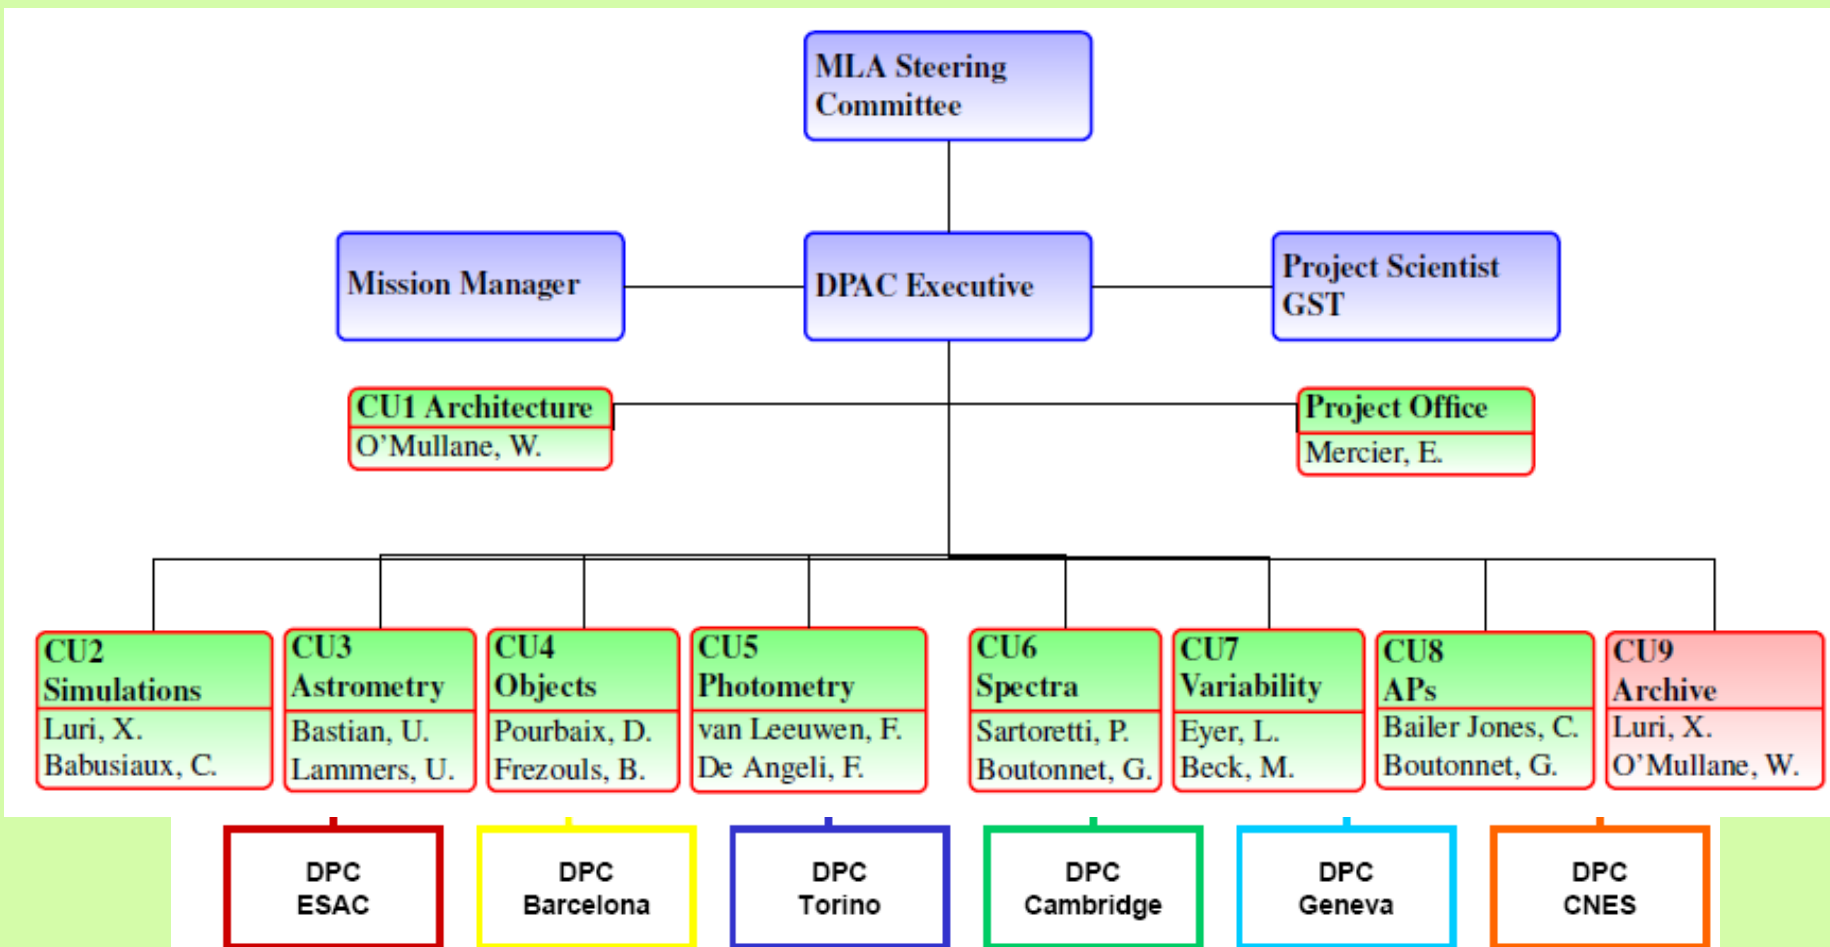 MLA Steering
Committee
Mission Manager
DPAC Executive
Project Scientist
GST
CU1 Architecture
O'Mullane, W.
Project Office
Mercier, E.
CU2
Simulations
Luri, X.
Babusiaux, C.
CU3
Astrometry
Bastian, U.
Lammers, U.
CU4
Objects
Pourbaix, D.
Frezouls, B.
CU5
Photometry
van Leeuwen, F.
De Angeli, F.
CU6
Spectra
Sartoretti, P.
Boutonnet, G.
CU7
Variability
Eyer, L.
Beck, M.
CU8
APs
Bailer Jones, C.
Boutonnet, G.
CU9
Archive
Luri, X.
O'Mullane, W.
DPC
ESAC
DPC
Barcelona
DPC
Torino
DPC
Cambridge
DPC
Geneva
DPC
CNES